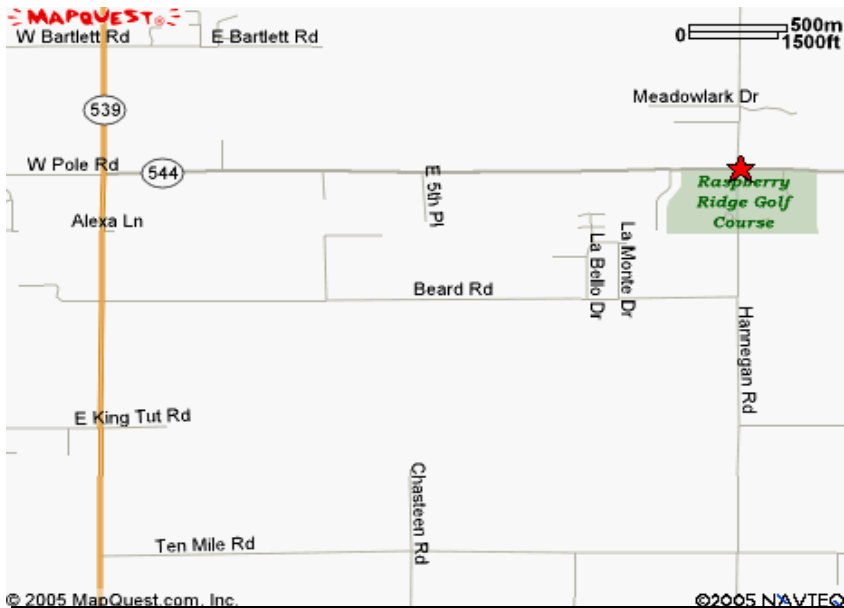 MAPQUEST®
W Bartlett Rd
E Bartlett Rd
0
500m
1500ft
539
Meadowlark Dr
W Pole Rd
544
E 5th Pl
Raspberry
Ridge Golf
Course
Alexa Ln
La Bello Dr
La Monte Dr
Beard Rd
Hannegan Rd
E King Tut Rd
Chasteen Rd
Ten Mile Rd
© 2005 MapQuest.com, Inc.
©2005 NAVTEQ